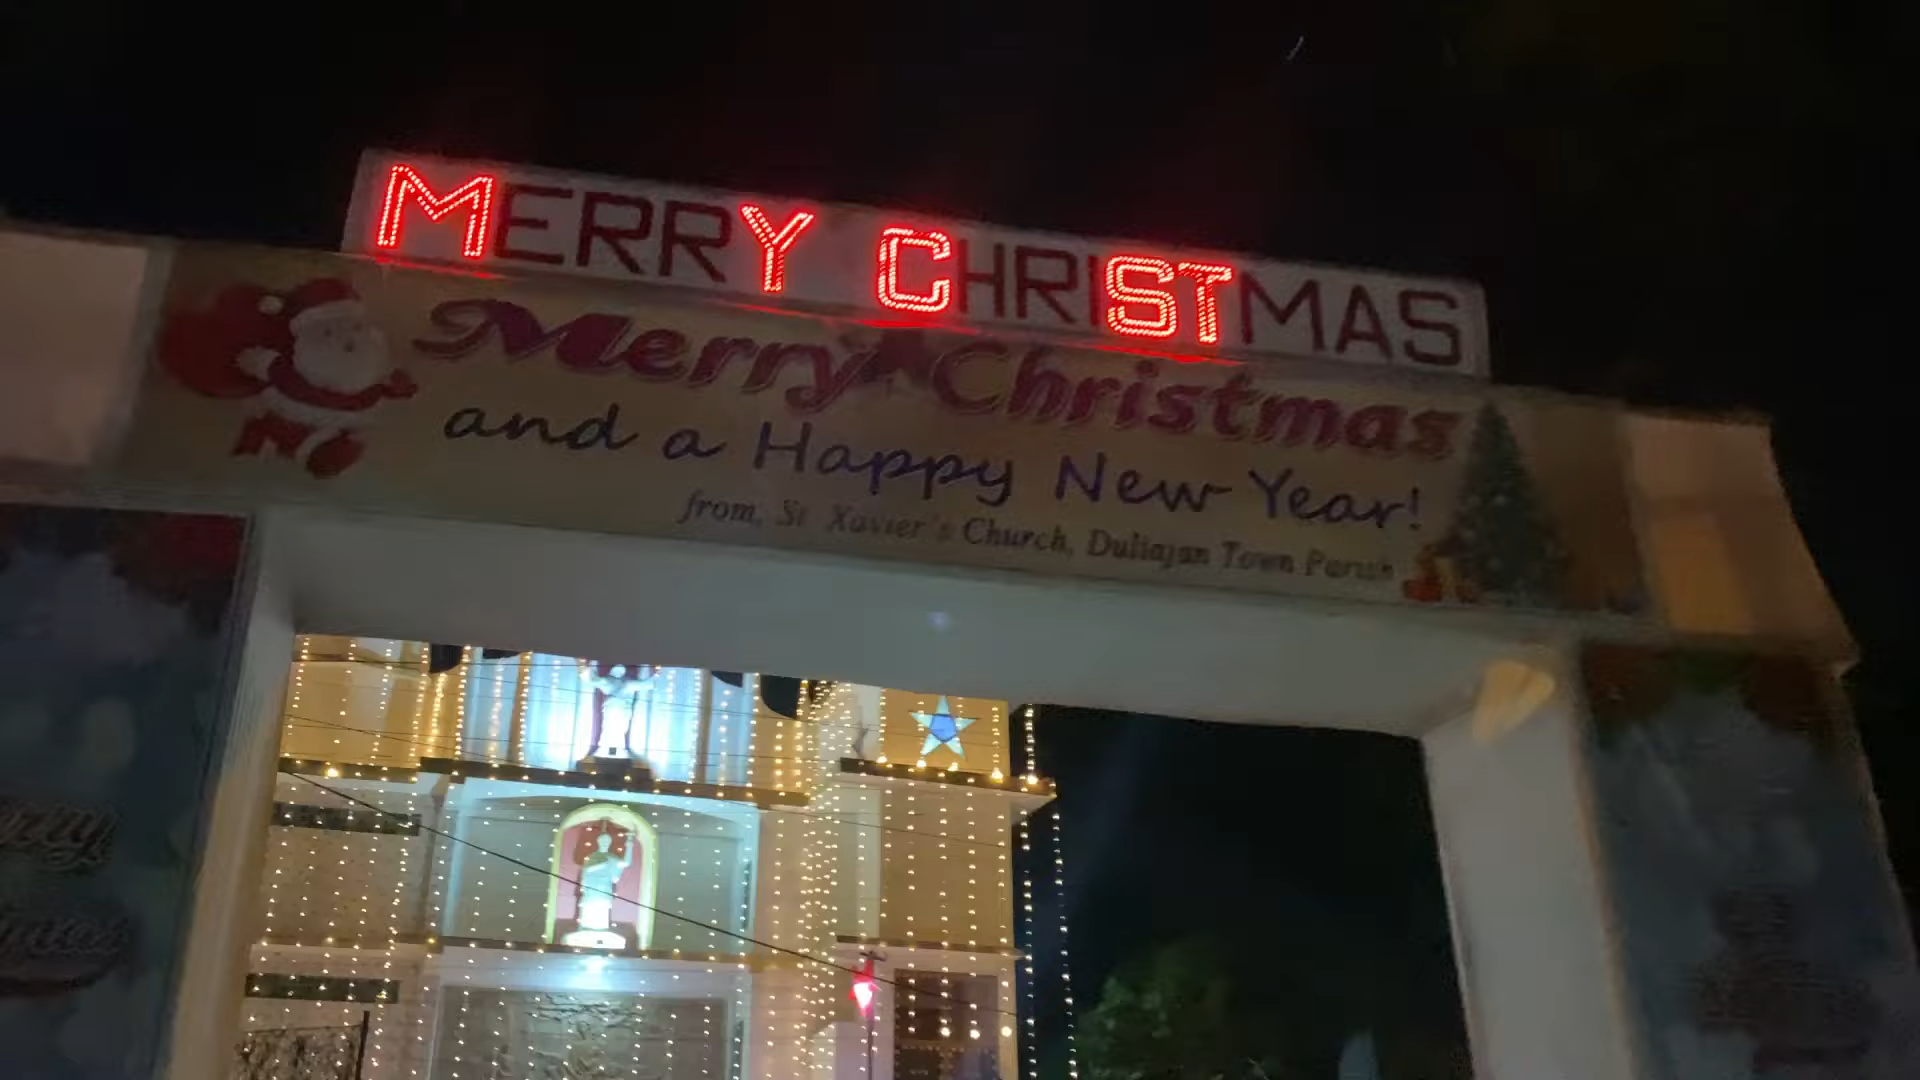 MERRY CHRISTMAS
Merry Christmas
and a Happy New Year!
from, St Xavier's Church, Duliajan Town Parish